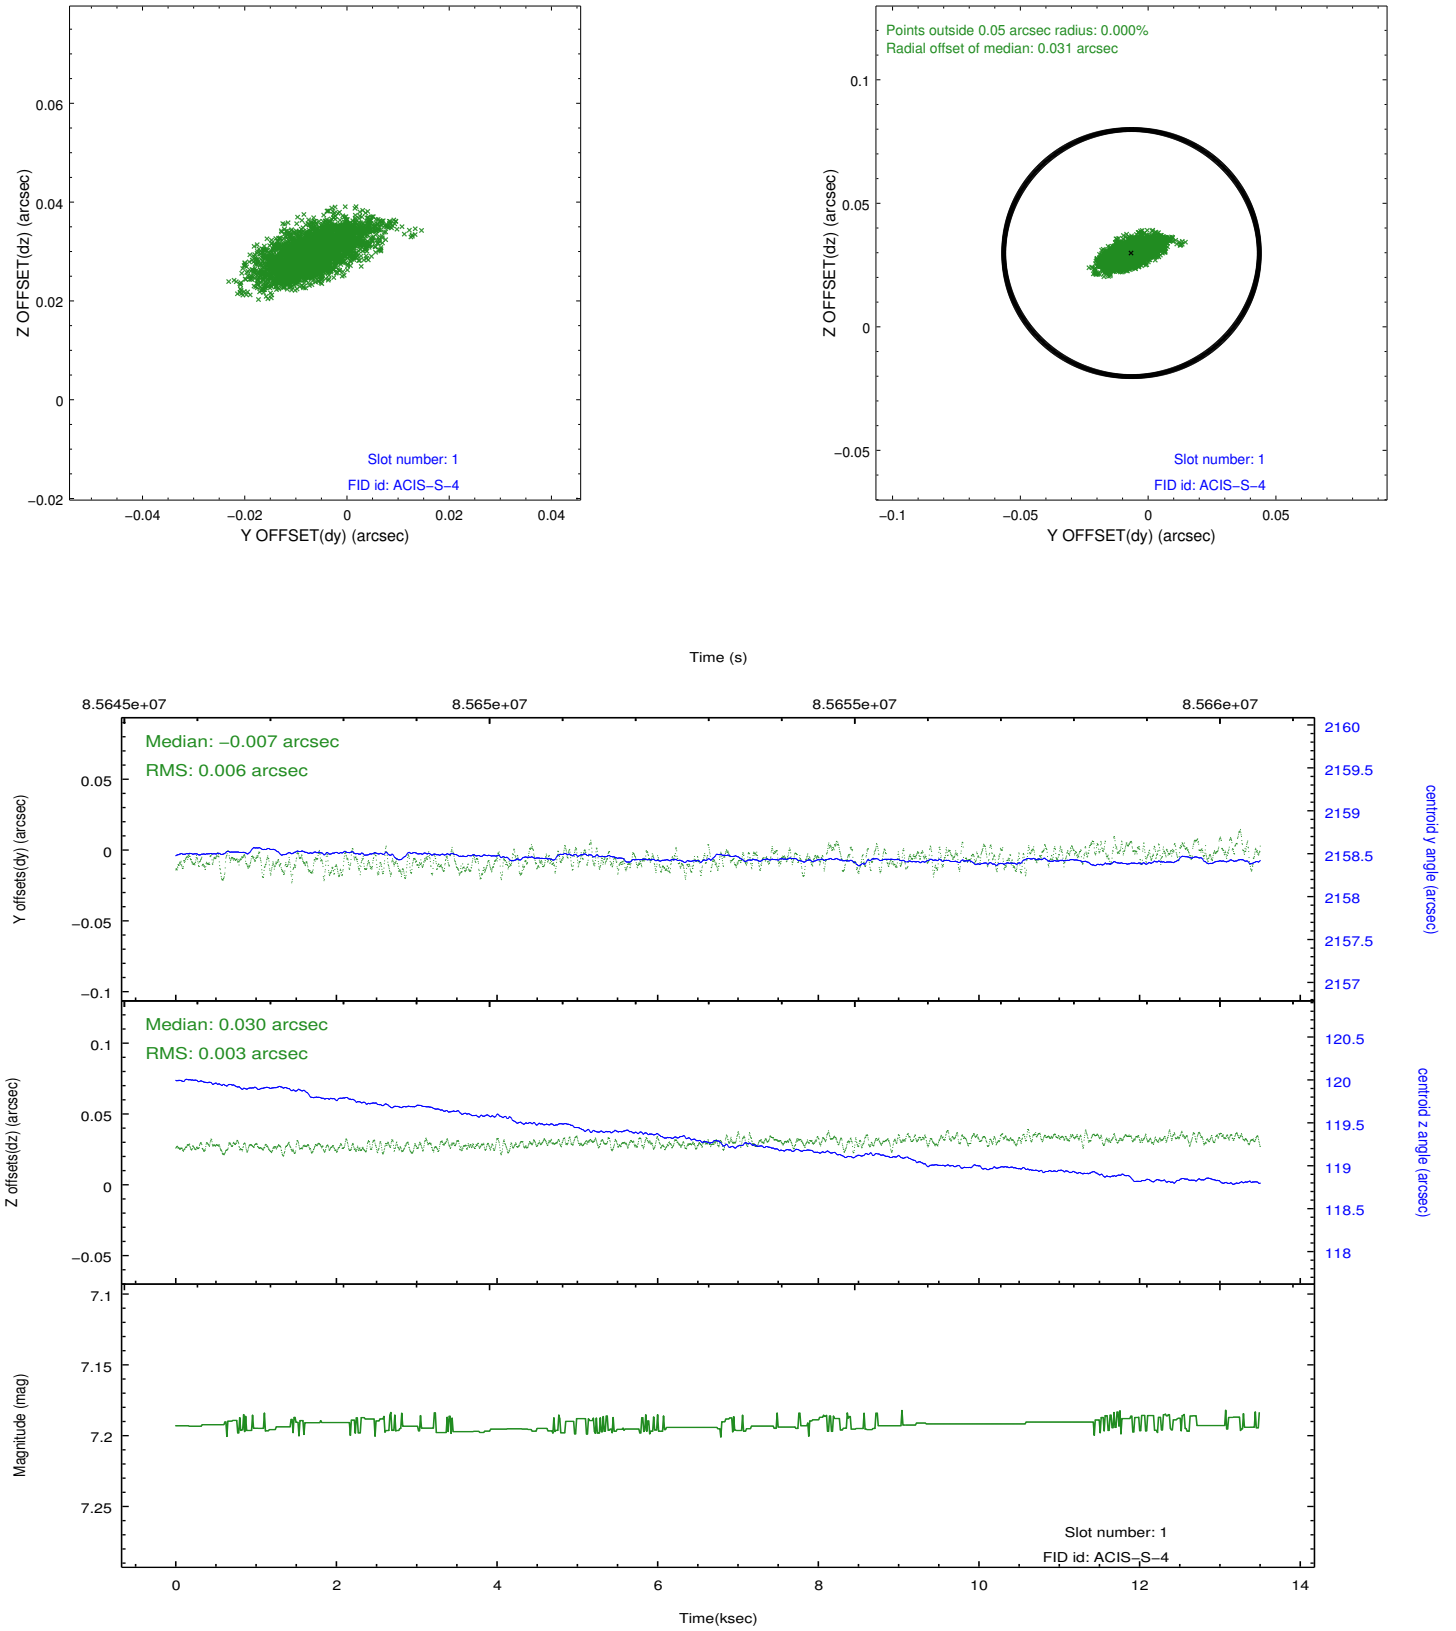 0.06
0.04
0.02
0
−0.02
Z OFFSET(dz) (arcsec)
Slot number: 1
FID id: ACIS−S−4
−0.04 −0.02 0 0.02 0.04
Y OFFSET(dy) (arcsec)
Points outside 0.05 arcsec radius: 0.000%
Radial offset of median: 0.031 arcsec
0.1
0.05
0
−0.05
Z OFFSET(dz) (arcsec)
Slot number: 1
FID id: ACIS−S−4
−0.1 −0.05 0 0.05
Y OFFSET(dy) (arcsec)
Time (s)
8.5645e+07 8.565e+07 8.5655e+07 8.566e+07
Median: −0.007 arcsec
RMS: 0.006 arcsec
0.05
0
−0.05
−0.1
Y offsets(dy) (arcsec)
2160
2159.5
2159
2158.5
2158
2157.5
2157
centroid y angle (arcsec)
Median: 0.030 arcsec
RMS: 0.003 arcsec
0.1
0.05
0
−0.05
Z offsets(dz) (arcsec)
120.5
120
119.5
119
118.5
118
centroid z angle (arcsec)
7.1
7.15
7.2
7.25
Magnitude (mag)
Slot number: 1
FID id: ACIS−S−4
0 2 4 6 8 10 12 14
Time(ksec)